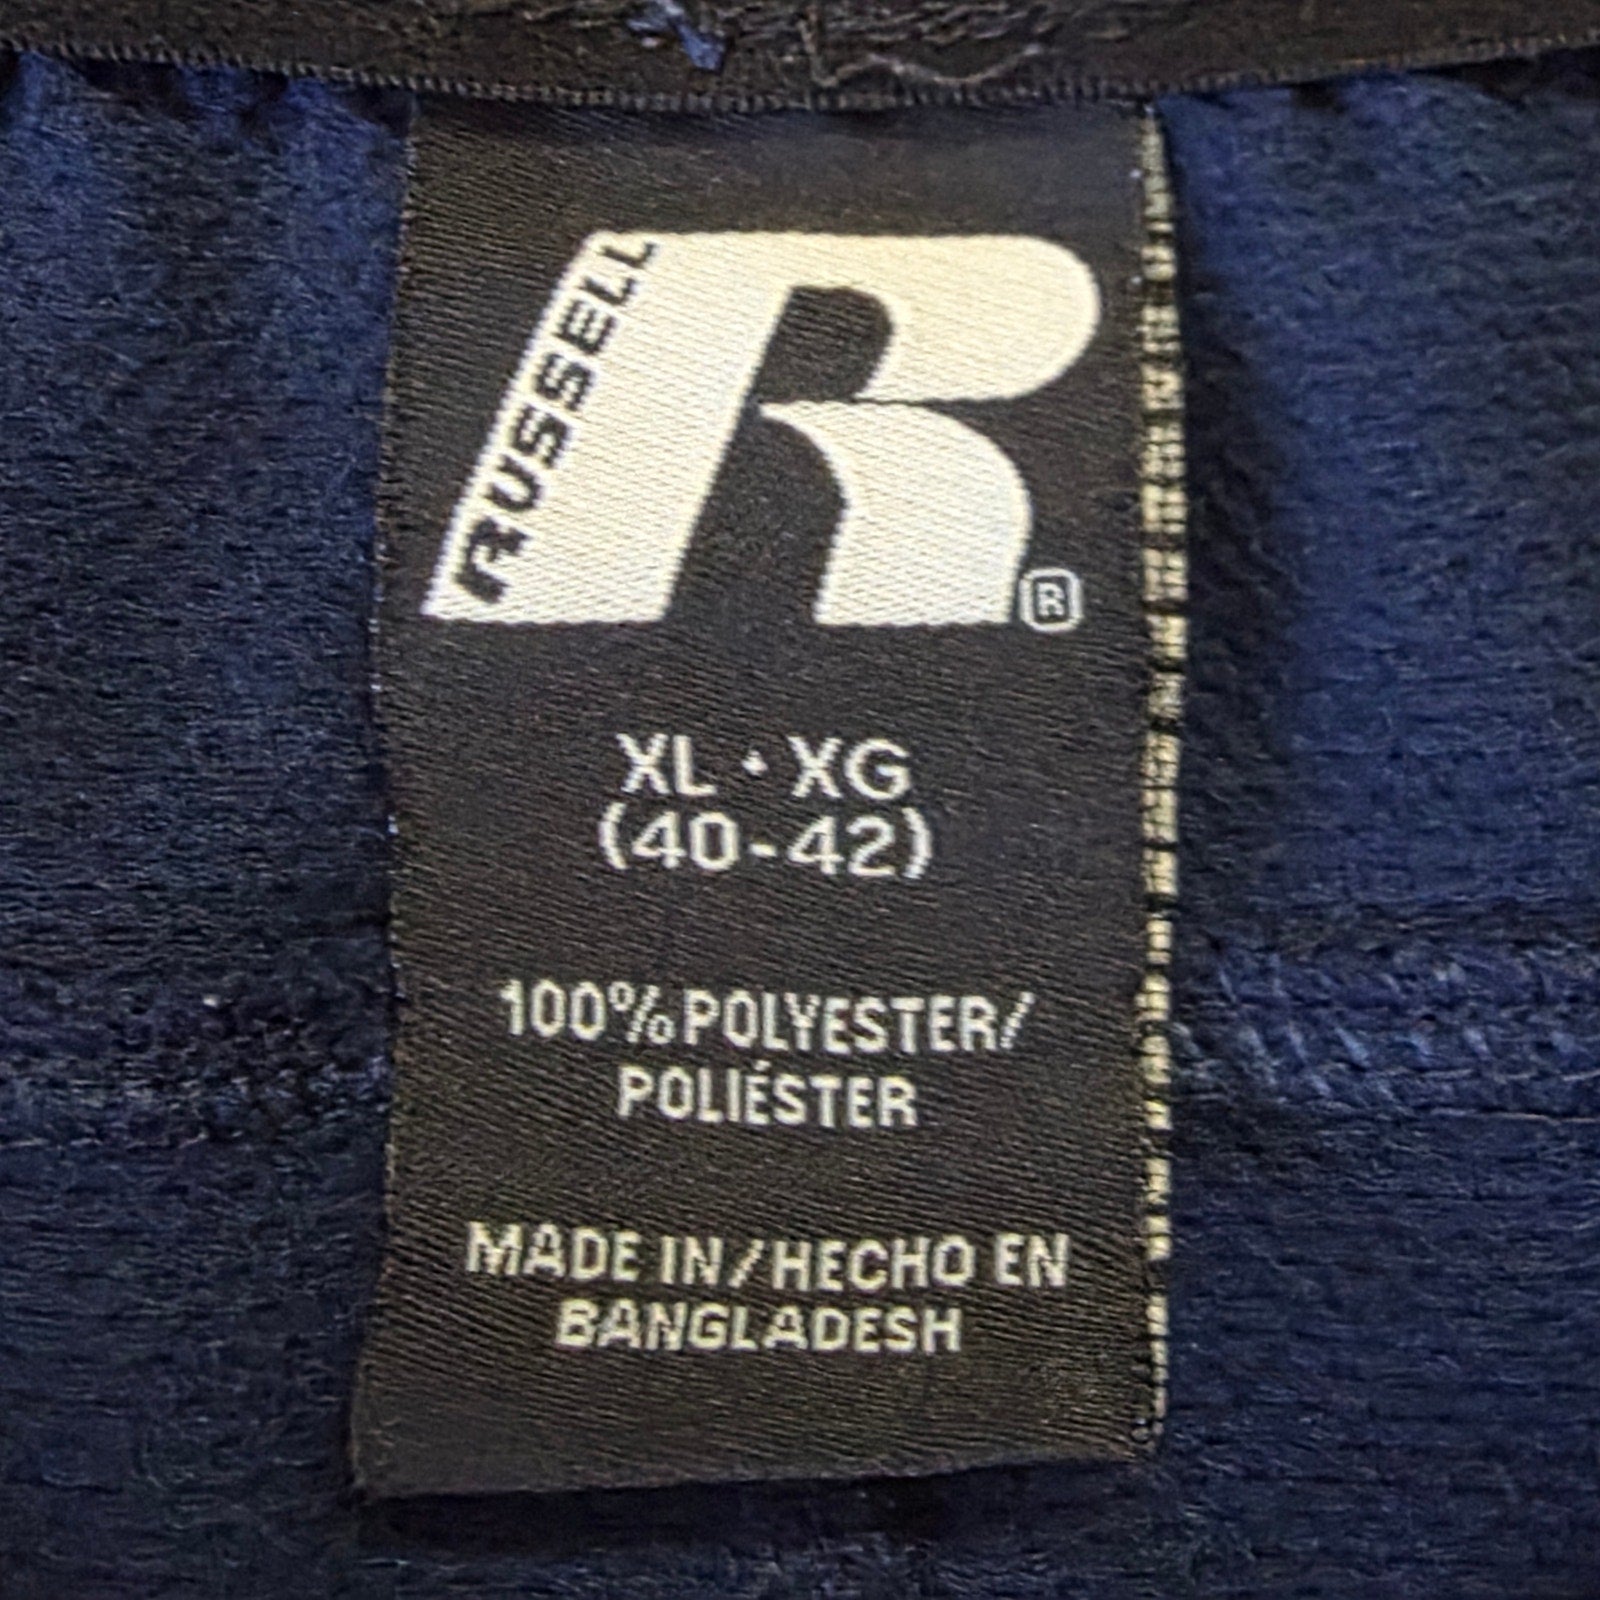 RUSSELL
R
®
XL · XG
(40-42)
100% POLYESTER/
POLIÉSTER
MADE IN/HECHO EN
BANGLADESH